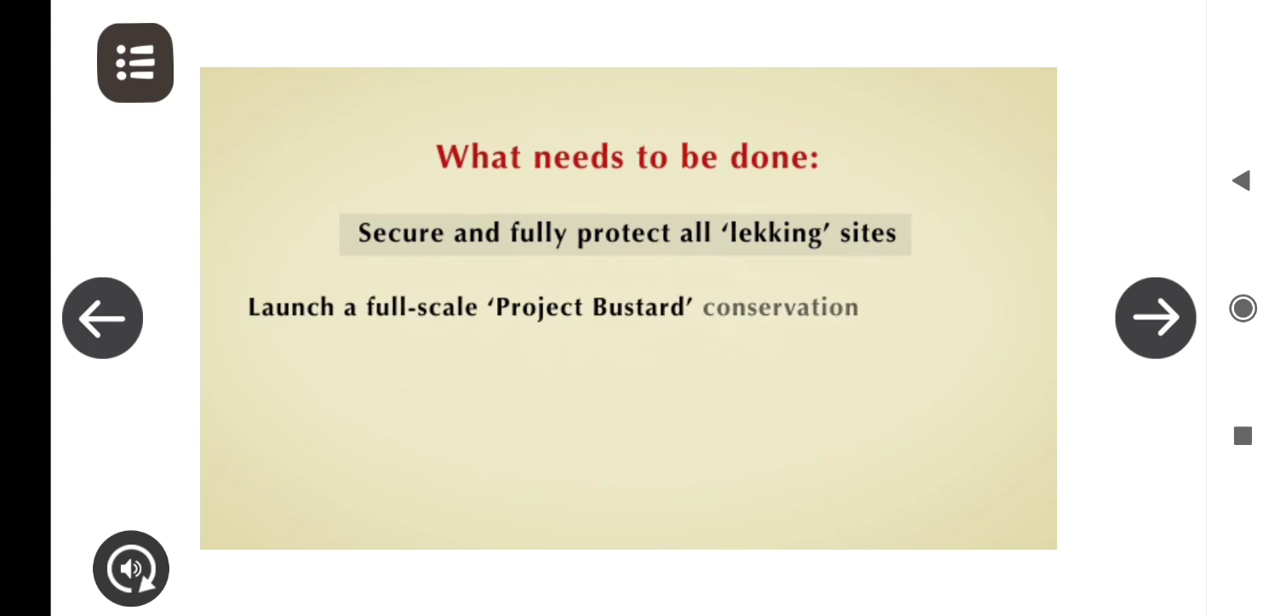 What needs to be done:
Secure and fully protect all ‘lekking’ sites
Launch a full-scale ‘Project Bustard’ conservation